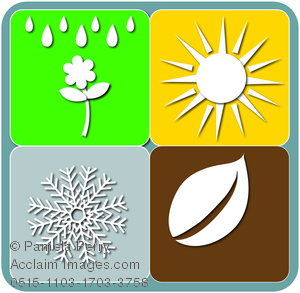 © Pamela Perry
Acclaim Images.com
0515-1103-1703-3758